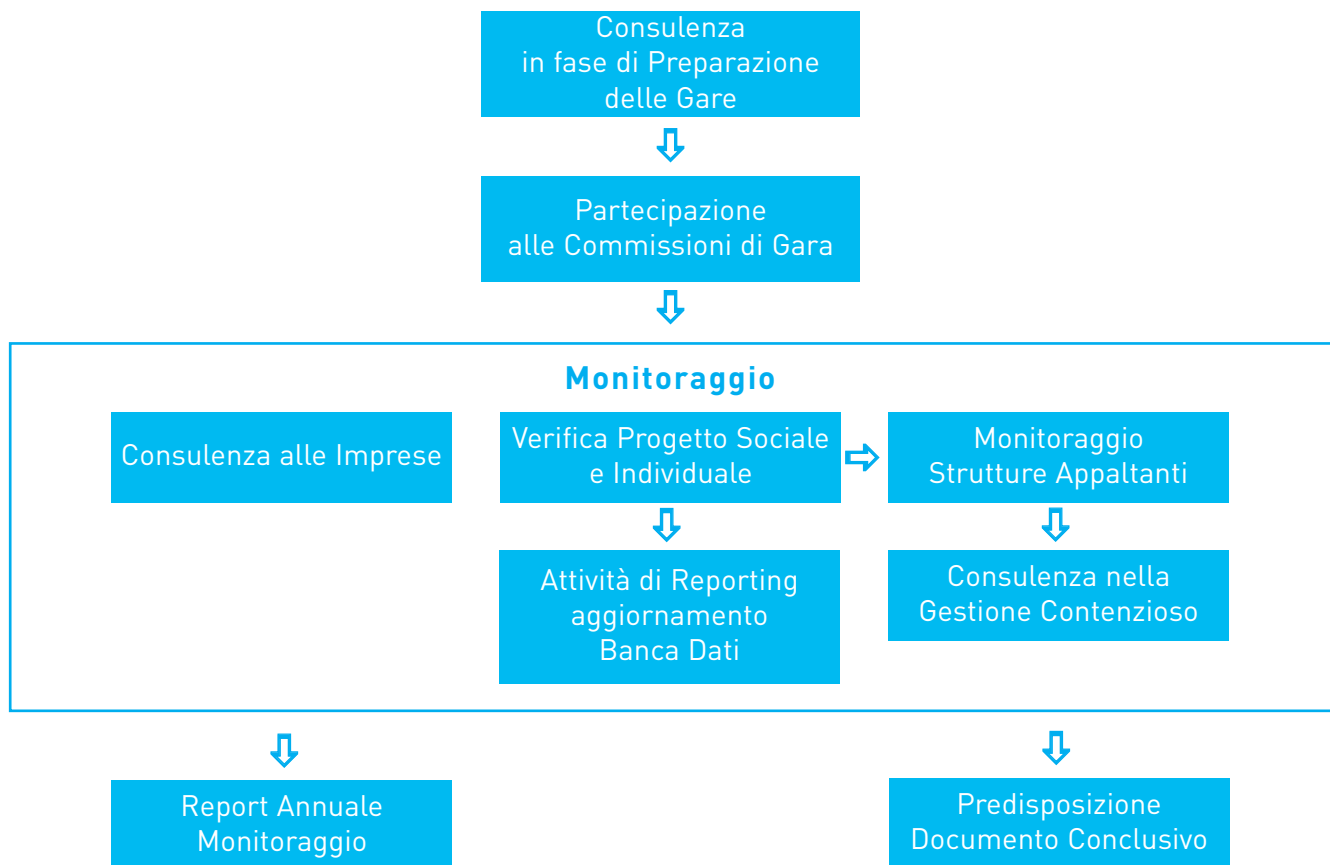 Consulenza
in fase di Preparazione
delle Gare
Partecipazione
alle Commissioni di Gara
Monitoraggio
Consulenza alle Imprese
Verifica Progetto Sociale
e Individuale
Monitoraggio
Strutture Appaltanti
Attività di Reporting
aggiornamento
Banca Dati
Consulenza nella
Gestione Contenzioso
Report Annuale
Monitoraggio
Predisposizione
Documento Conclusivo